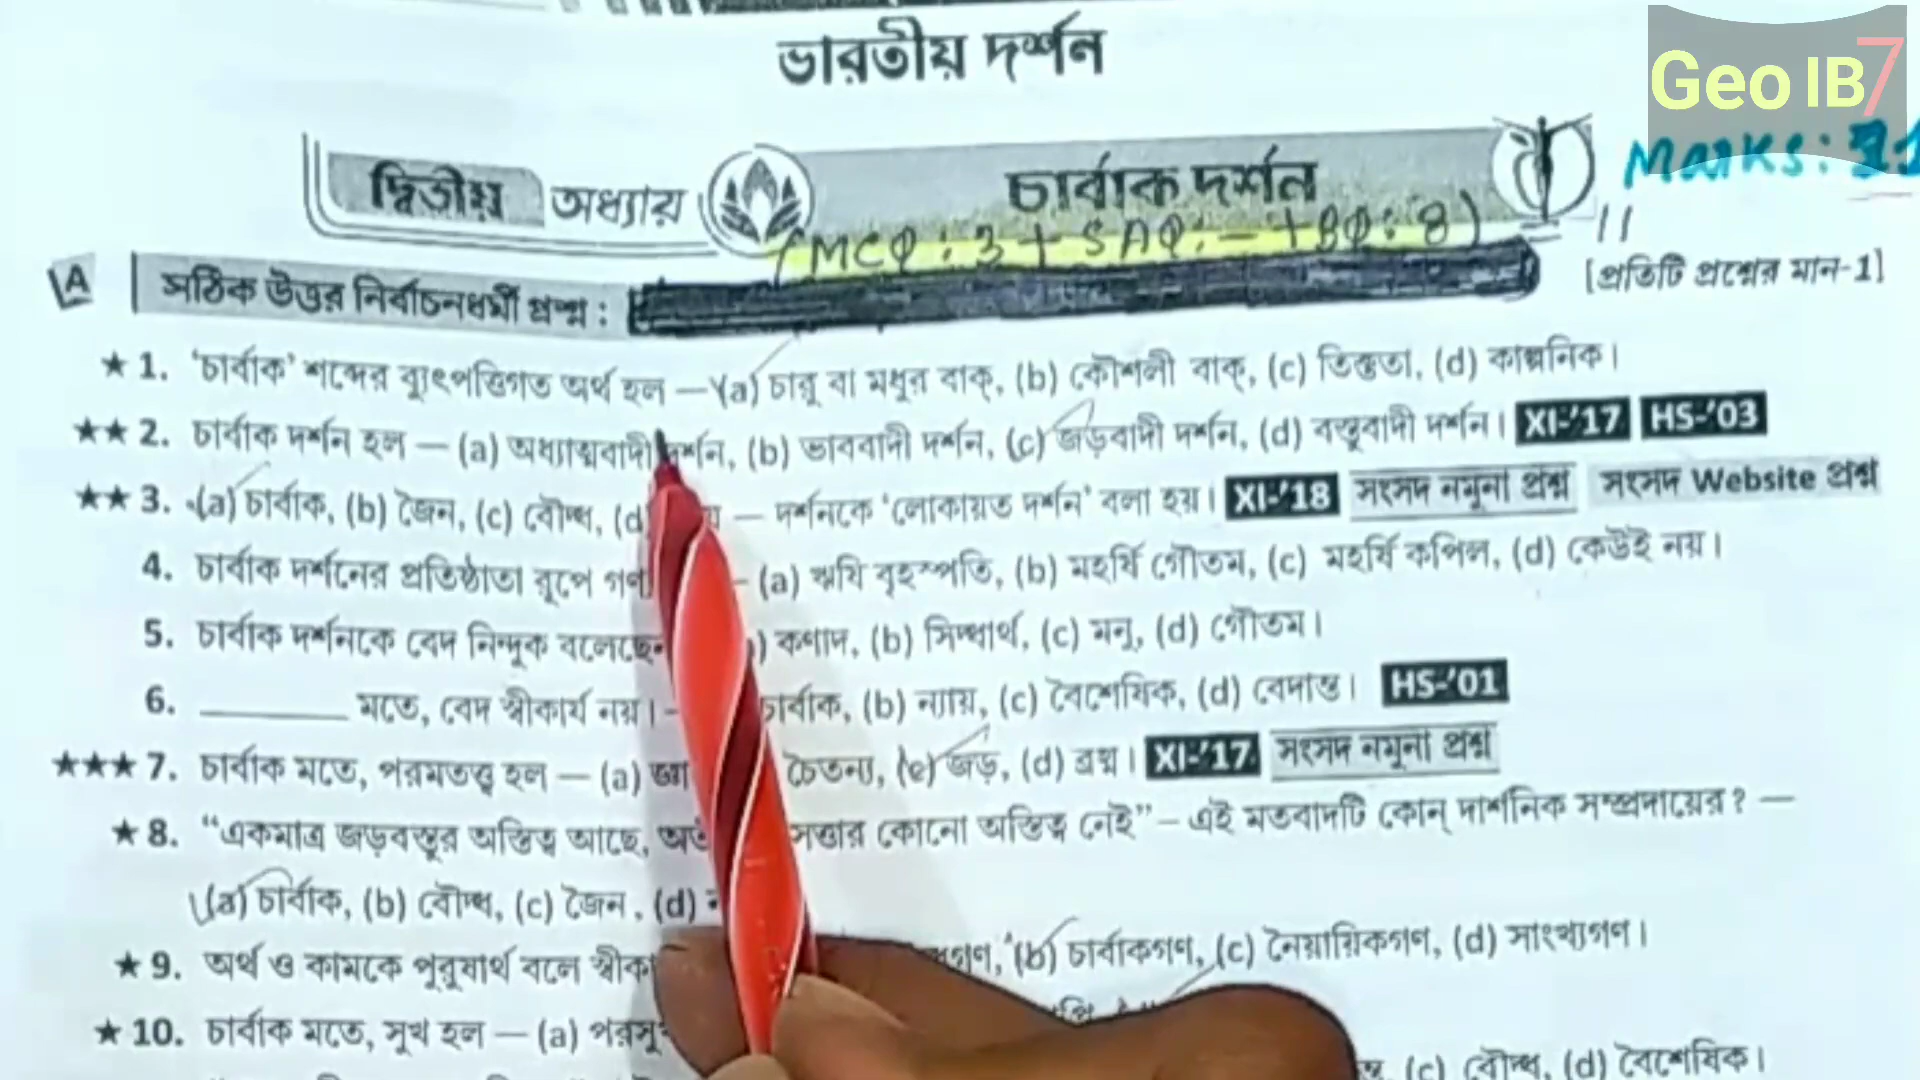 ভারতীয় দর্শন
Geo IB7
MARKS:
দ্বিতীয় অধ্যায় চার্বাক দর্শন
(MCQ : 3 + SAQ : - + BQ : 8) = 11
A সঠিক উত্তর নির্বাচনধর্মী প্রশ্ন : [প্রতিটি প্রশ্নের মান-1]
★ 1. ‘চার্বাক’ শব্দের ব্যুৎপত্তিগত অর্থ হল — (a) চারু বা মধুর বাক্, (b) কৌশলী বাক্, (c) তিক্ততা, (d) কাল্পনিক।
★★ 2. চার্বাক দর্শন হল — (a) অধ্যাত্মবাদী দর্শন, (b) ভাববাদী দর্শন, (c) জড়বাদী দর্শন, (d) বস্তুবাদী দর্শন। XI-’17 HS-’03
★★ 3. (a) চার্বাক, (b) জৈন, (c) বৌদ্ধ, (d) — দর্শনকে ‘লোকায়ত দর্শন’ বলা হয়। XI-’18 সংসদ নমুনা প্রশ্ন সংসদ Website প্রশ্ন
4. চার্বাক দর্শনের প্রতিষ্ঠাতা রূপে — (a) ঋষি বৃহস্পতি, (b) মহর্ষি গৌতম, (c) মহর্ষি কপিল, (d) কেউই নয়।
5. চার্বাক দর্শনকে বেদ নিন্দুক বলেছেন কণাদ, (b) সিদ্ধার্থ, (c) মনু, (d) গৌতম।
6. ________ মতে, বেদ স্বীকার্য নয়। - চার্বাক, (b) ন্যায়, (c) বৈশেষিক, (d) বেদান্ত। HS-’01
★★★ 7. চার্বাক মতে, পরমতত্ত্ব হল — (a) চৈতন্য, (c) জড়, (d) ব্রহ্ম। XI-’17 সংসদ নমুনা প্রশ্ন
★ 8. “একমাত্র জড়বস্তুর অস্তিত্ব আছে, সত্তার কোনো অস্তিত্ব নেই” – এই মতবাদটি কোন্ দার্শনিক সম্প্রদায়ের? —
(a) চার্বাক, (b) বৌদ্ধ, (c) জৈন, (d)
★ 9. অর্থ ও কামকে পুরুষার্থ বলে (b) চার্বাকগণ, (c) নৈয়ায়িকগণ, (d) সাংখ্যগণ।
★ 10. চার্বাক মতে, সুখ হল — (a)
(c) বৌদ্ধ, (d) বৈশেষিক।